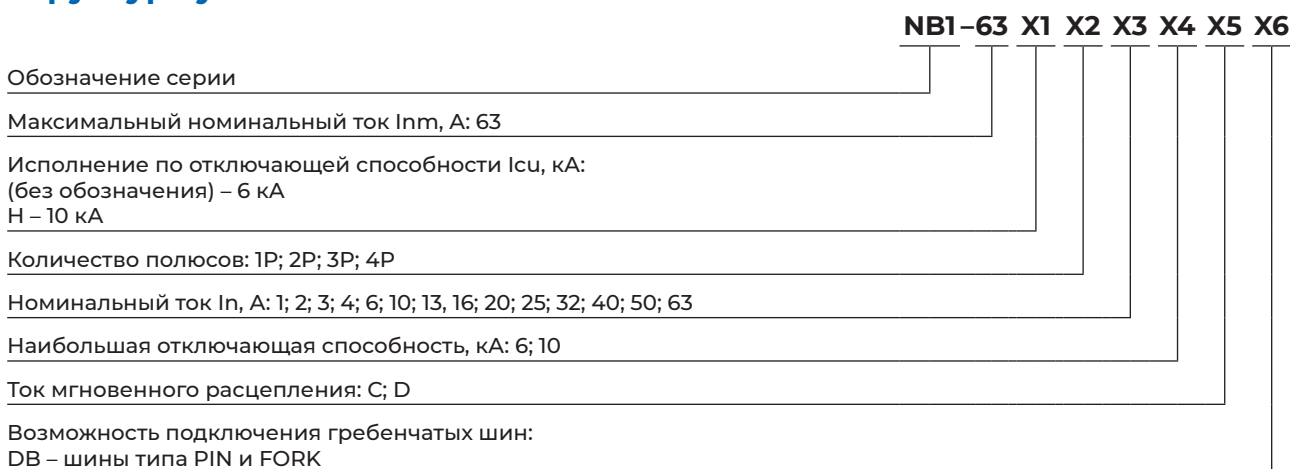 NB1–63 X1 X2 X3 X4 X5 X6
Обозначение серии
Максимальный номинальный ток Inm, А: 63
Исполнение по отключающей способности Icu, кА:
(без обозначения) – 6 кА
H – 10 кА
Количество полюсов: 1P; 2P; 3P; 4P
Номинальный ток In, А: 1; 2; 3; 4; 6; 10; 13, 16; 20; 25; 32; 40; 50; 63
Наибольшая отключающая способность, кА: 6; 10
Ток мгновенного расцепления: C; D
Возможность подключения гребенчатых шин:
DB – шины типа PIN и FORK